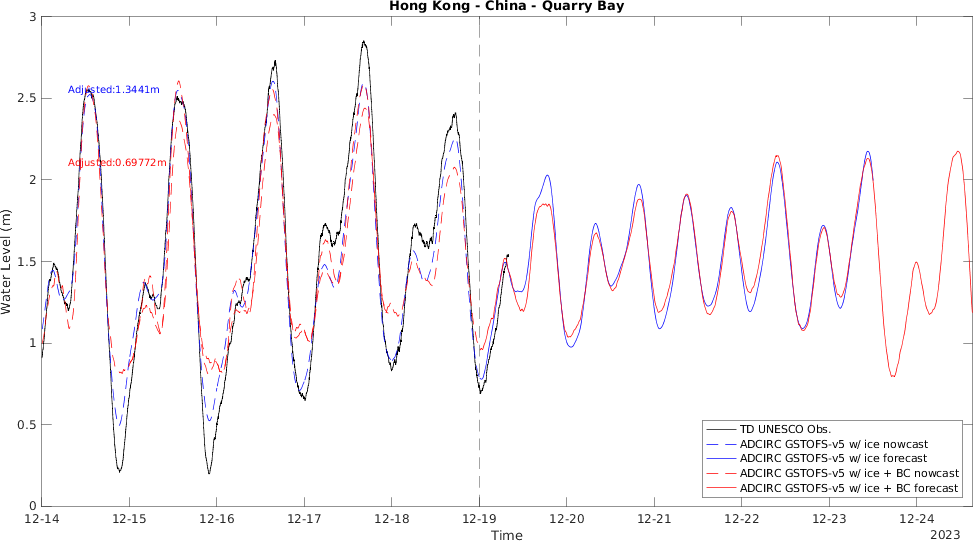 Hong Kong - China - Quarry Bay
3
2.5
2
1.5
1
0.5
0
Water Level (m)
Adjusted:1.3441m
Adjusted:0.69772m
TD UNESCO Obs.
ADCIRC GSTOFS-v5 w/ ice nowcast
ADCIRC GSTOFS-v5 w/ ice forecast
ADCIRC GSTOFS-v5 w/ ice + BC nowcast
ADCIRC GSTOFS-v5 w/ ice + BC forecast
12-14 12-15 12-16 12-17 12-18 12-19 12-20 12-21 12-22 12-23 12-24
Time
2023